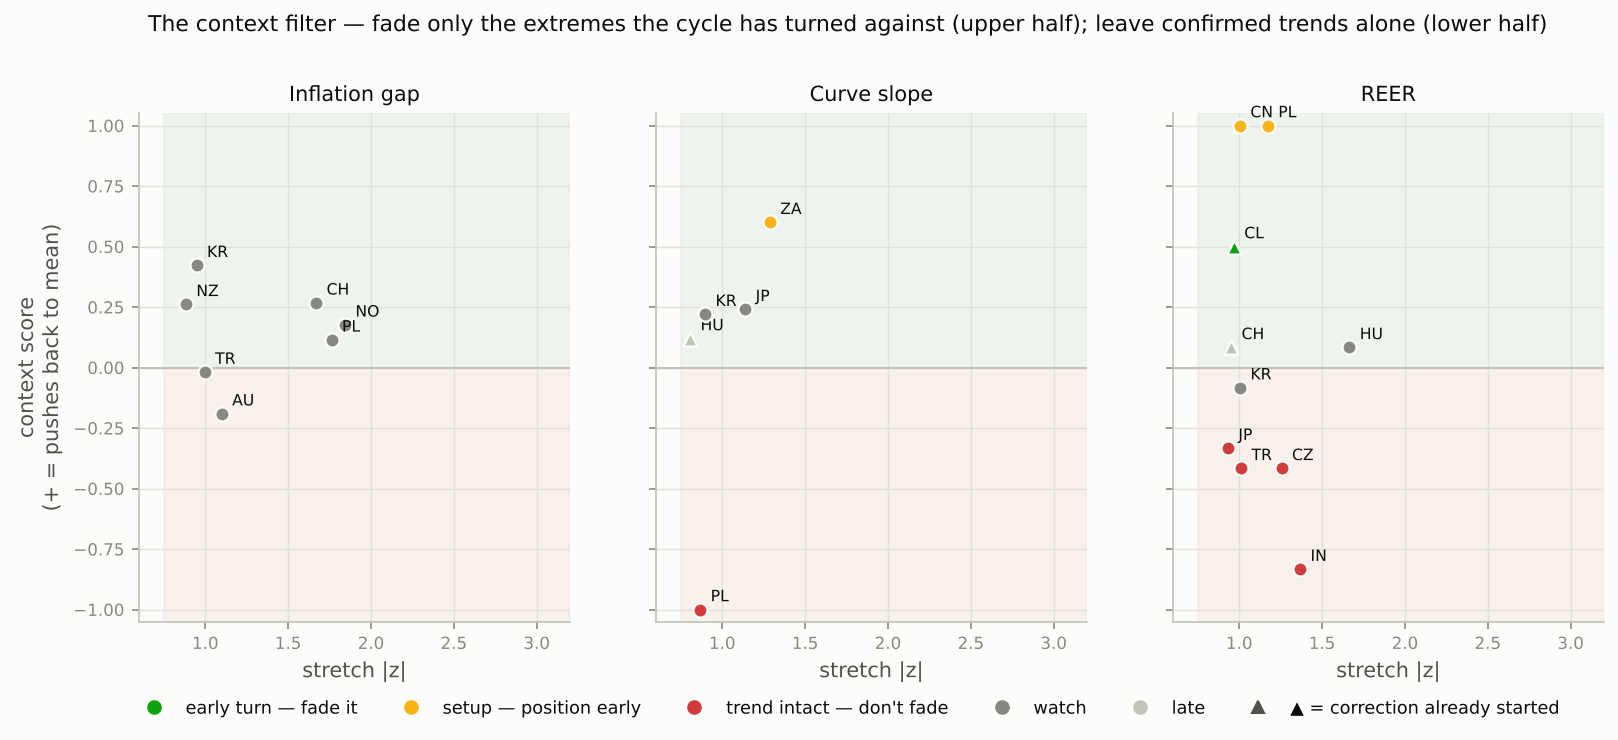 The context filter — fade only the extremes the cycle has turned against (upper half); leave confirmed trends alone (lower half)
Inflation gap
Curve slope
REER
context score
(+ = pushes back to mean)
1.00
0.75
0.50
0.25
0.00
−0.25
−0.50
−0.75
−1.00
KR
NZ
CH
NO
PL
TR
AU
1.0 1.5 2.0 2.5 3.0
stretch |z|
ZA
KR
JP
HU
PL
1.0 1.5 2.0 2.5 3.0
stretch |z|
CN PL
CL
CH
HU
KR
JP
TR
CZ
IN
1.0 1.5 2.0 2.5 3.0
stretch |z|
early turn — fade it
setup — position early
trend intact — don't fade
watch
late
▲ = correction already started